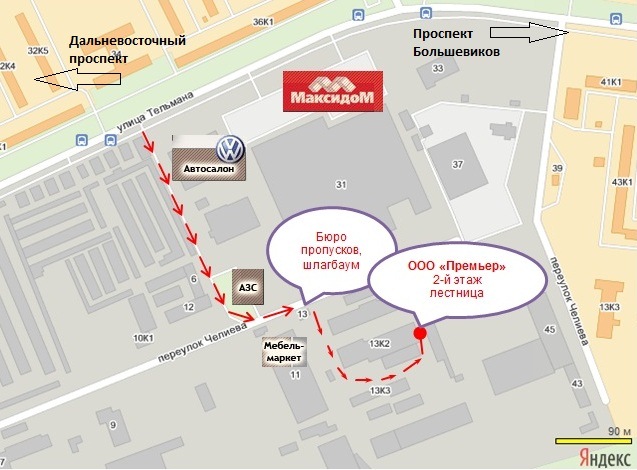 36К1
34К1
Дальневосточный
проспект
32К5
32К4
Проспект
Большевиков
41К1
33
МаксидоМ
улица Тельмана
Автосалон
37
39
43К1
31
Бюро
пропусков,
шлагбаум
ООО «Премьер»
2-й этаж
лестница
переулок Челиева
6
АЗС
12
13
13К3
переулок Челиева
10К1
Мебель-
маркет
13К2
45
11
13К3
43
9
90 м
Яндекс